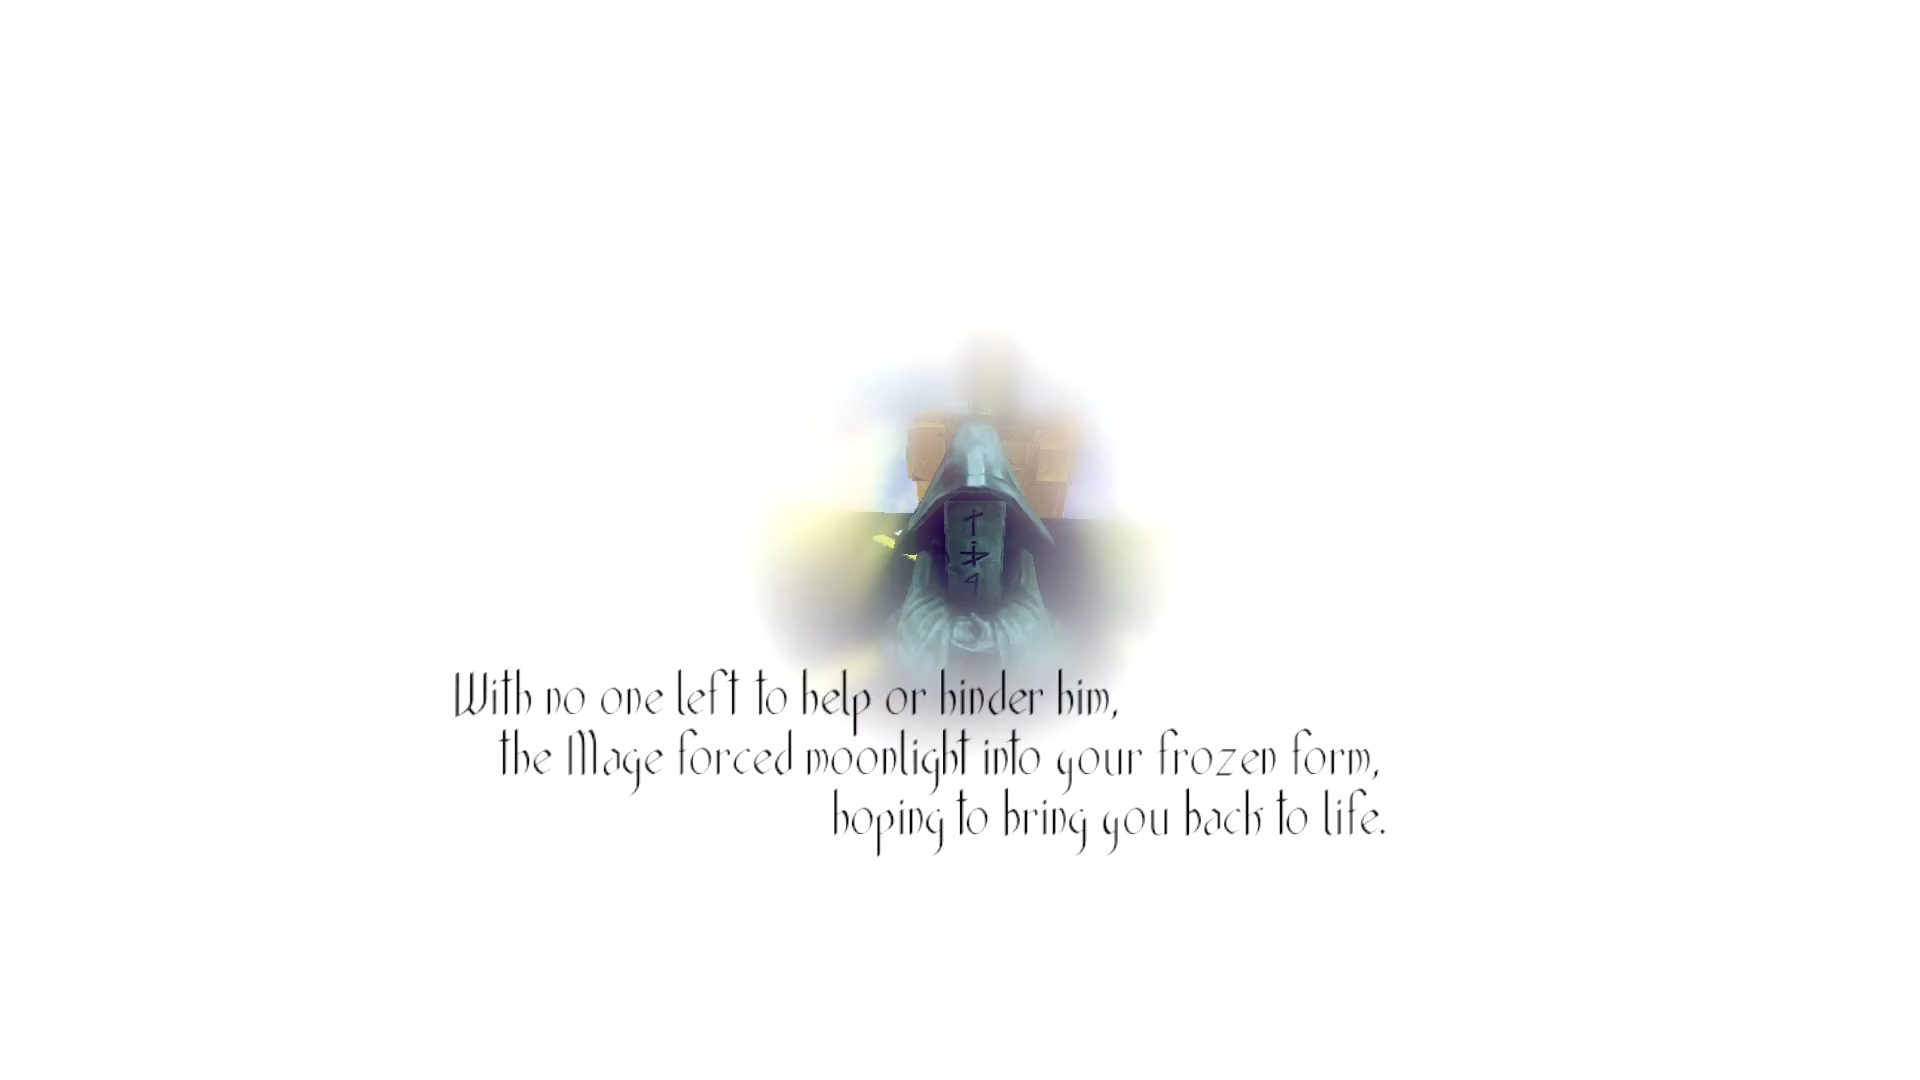 With no one left to help or hinder him,
the Mage forced moonlight into your frozen form,
hoping to bring you back to life.